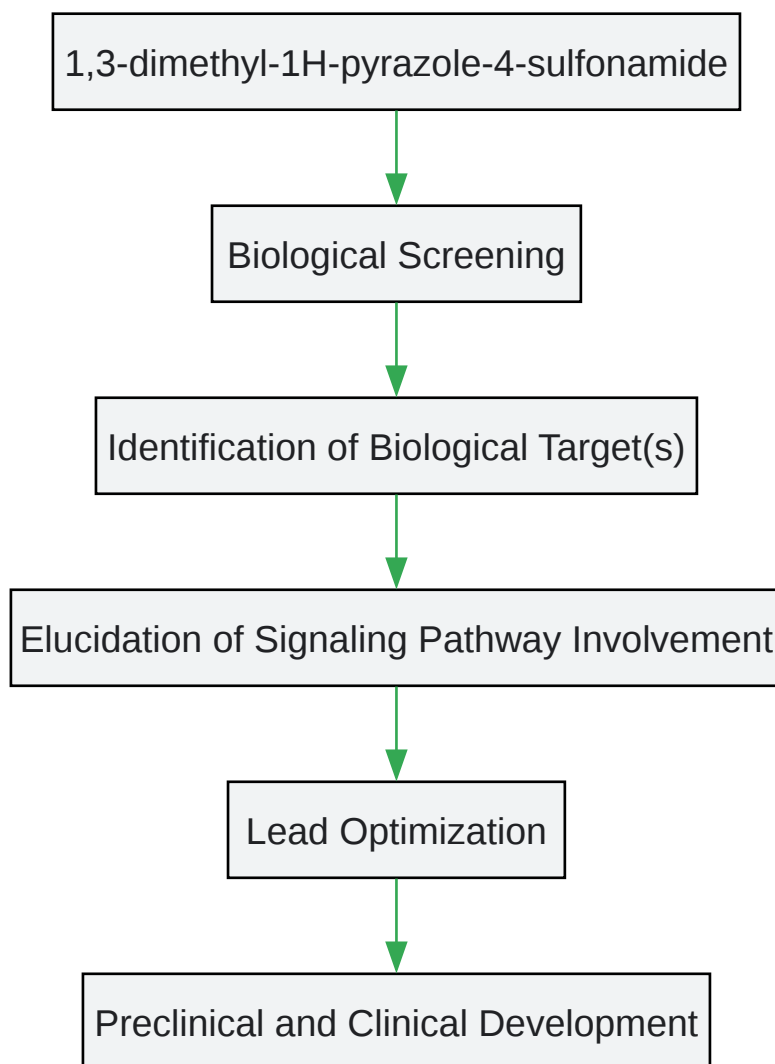 1,3-dimethyl-1H-pyrazole-4-sulfonamide
Biological Screening
Identification of Biological Target(s)
Elucidation of Signaling Pathway Involvement
Lead Optimization
Preclinical and Clinical Development